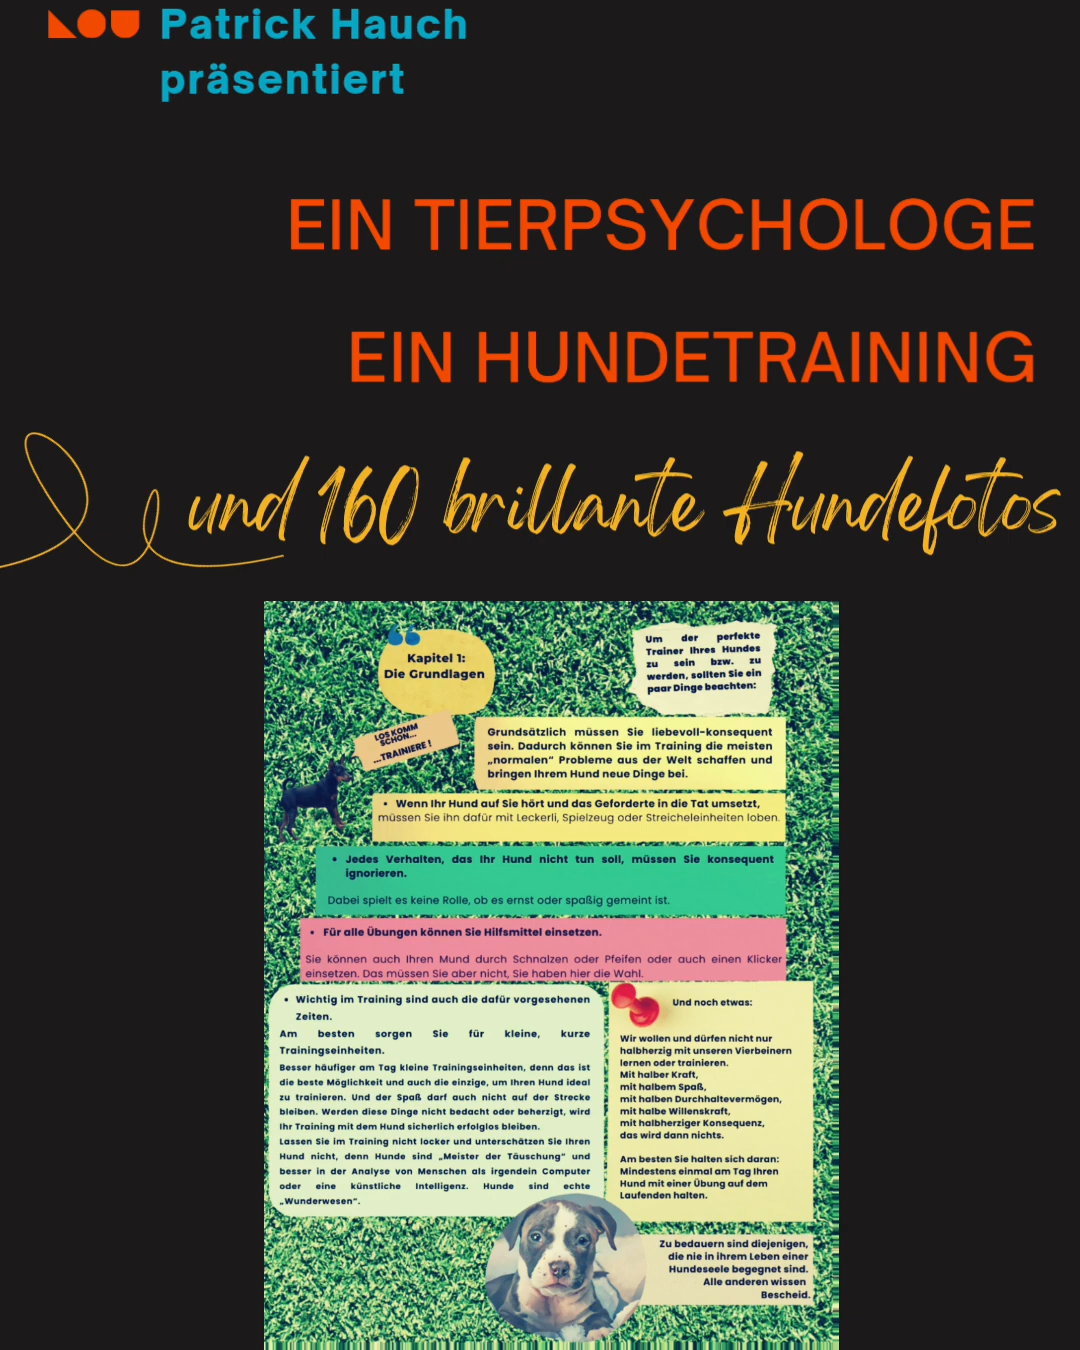 LOU Patrick Hauch
präsentiert
EIN TIERPSYCHOLOGE
EIN HUNDETRAINING
und 160 brillante Hundefotos
Kapitel 1:
Die Grundlagen
Um der perfekte
Trainer Ihres Hundes
zu sein bzw. zu
werden, sollten Sie ein
paar Dinge beachten:
LOS KOMM
SCHON...
...TRAINIERE !
Grundsätzlich müssen Sie liebevoll-konsequent
sein. Dadurch können Sie im Training die meisten
„normalen“ Probleme aus der Welt schaffen und
bringen Ihrem Hund neue Dinge bei.
• Wenn Ihr Hund auf Sie hört und das Geforderte in die Tat umsetzt,
müssen Sie ihn dafür mit Leckerli, Spielzeug oder Streicheleinheiten loben.
• Jedes Verhalten, das Ihr Hund nicht tun soll, müssen Sie konsequent
ignorieren.
Dabei spielt es keine Rolle, ob es ernst oder spaßig gemeint ist.
• Für alle Übungen können Sie Hilfsmittel einsetzen.
Sie können auch Ihren Mund durch Schnalzen oder Pfeifen oder auch einen Klicker
einsetzen. Das müssen Sie aber nicht, Sie haben hier die Wahl.
• Wichtig im Training sind auch die dafür vorgesehenen
Zeiten.
Am besten sorgen Sie für kleine, kurze
Trainingseinheiten.
Besser häufiger am Tag kleine Trainingseinheiten, denn das ist
die beste Möglichkeit und auch die einzige, um Ihren Hund ideal
zu trainieren. Und der Spaß darf auch nicht auf der Strecke
bleiben. Werden diese Dinge nicht bedacht oder beherzigt, wird
Ihr Training mit dem Hund sicherlich erfolglos bleiben.
Lassen Sie im Training nicht locker und unterschätzen Sie Ihren
Hund nicht, denn Hunde sind „Meister der Täuschung“ und
besser in der Analyse von Menschen als irgendein Computer
oder eine künstliche Intelligenz. Hunde sind echte
„Wunderwesen“.
Und noch etwas:
Wir wollen und dürfen nicht nur
halbherzig mit unseren Vierbeinern
lernen oder trainieren.
Mit halber Kraft,
mit halbem Spaß,
mit halben Durchhaltevermögen,
mit halbe Willenskraft,
mit halbherziger Konsequenz,
das wird dann nichts.
Am besten Sie halten sich daran:
Mindestens einmal am Tag Ihren
Hund mit einer Übung auf dem
Laufenden halten.
Zu bedauern sind diejenigen,
die nie in ihrem Leben einer
Hundeseele begegnet sind.
Alle anderen wissen
Bescheid.